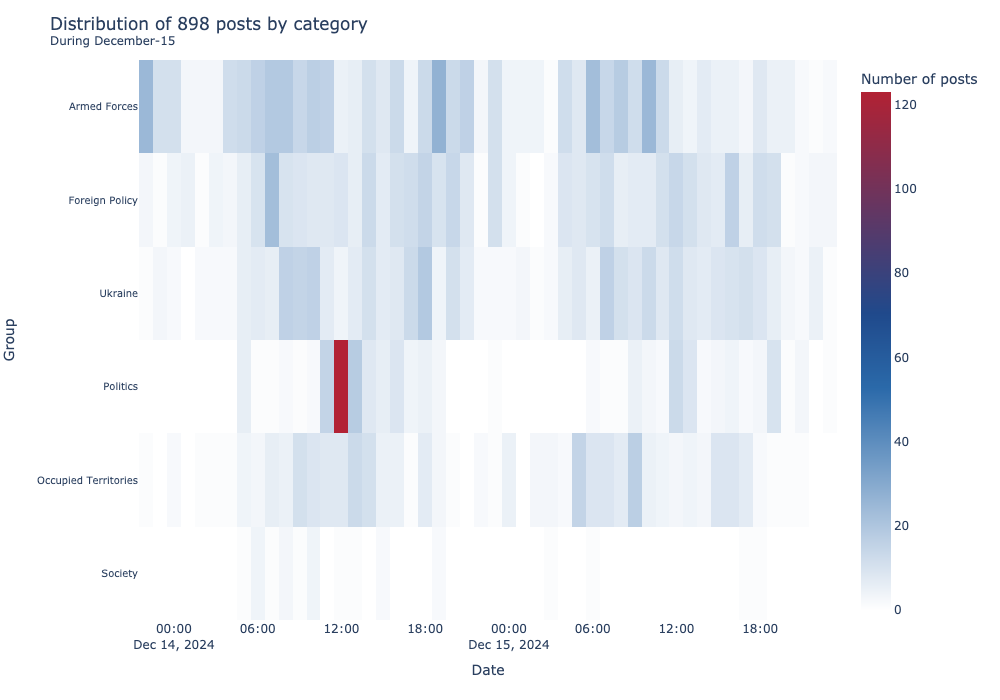 Distribution of 898 posts by category
During December-15
Number of posts
120
100
80
60
40
20
0
Group
Armed Forces
Foreign Policy
Ukraine
Politics
Occupied Territories
Society
00:00 06:00 12:00 18:00 00:00 06:00 12:00 18:00
Dec 14, 2024 Dec 15, 2024
Date